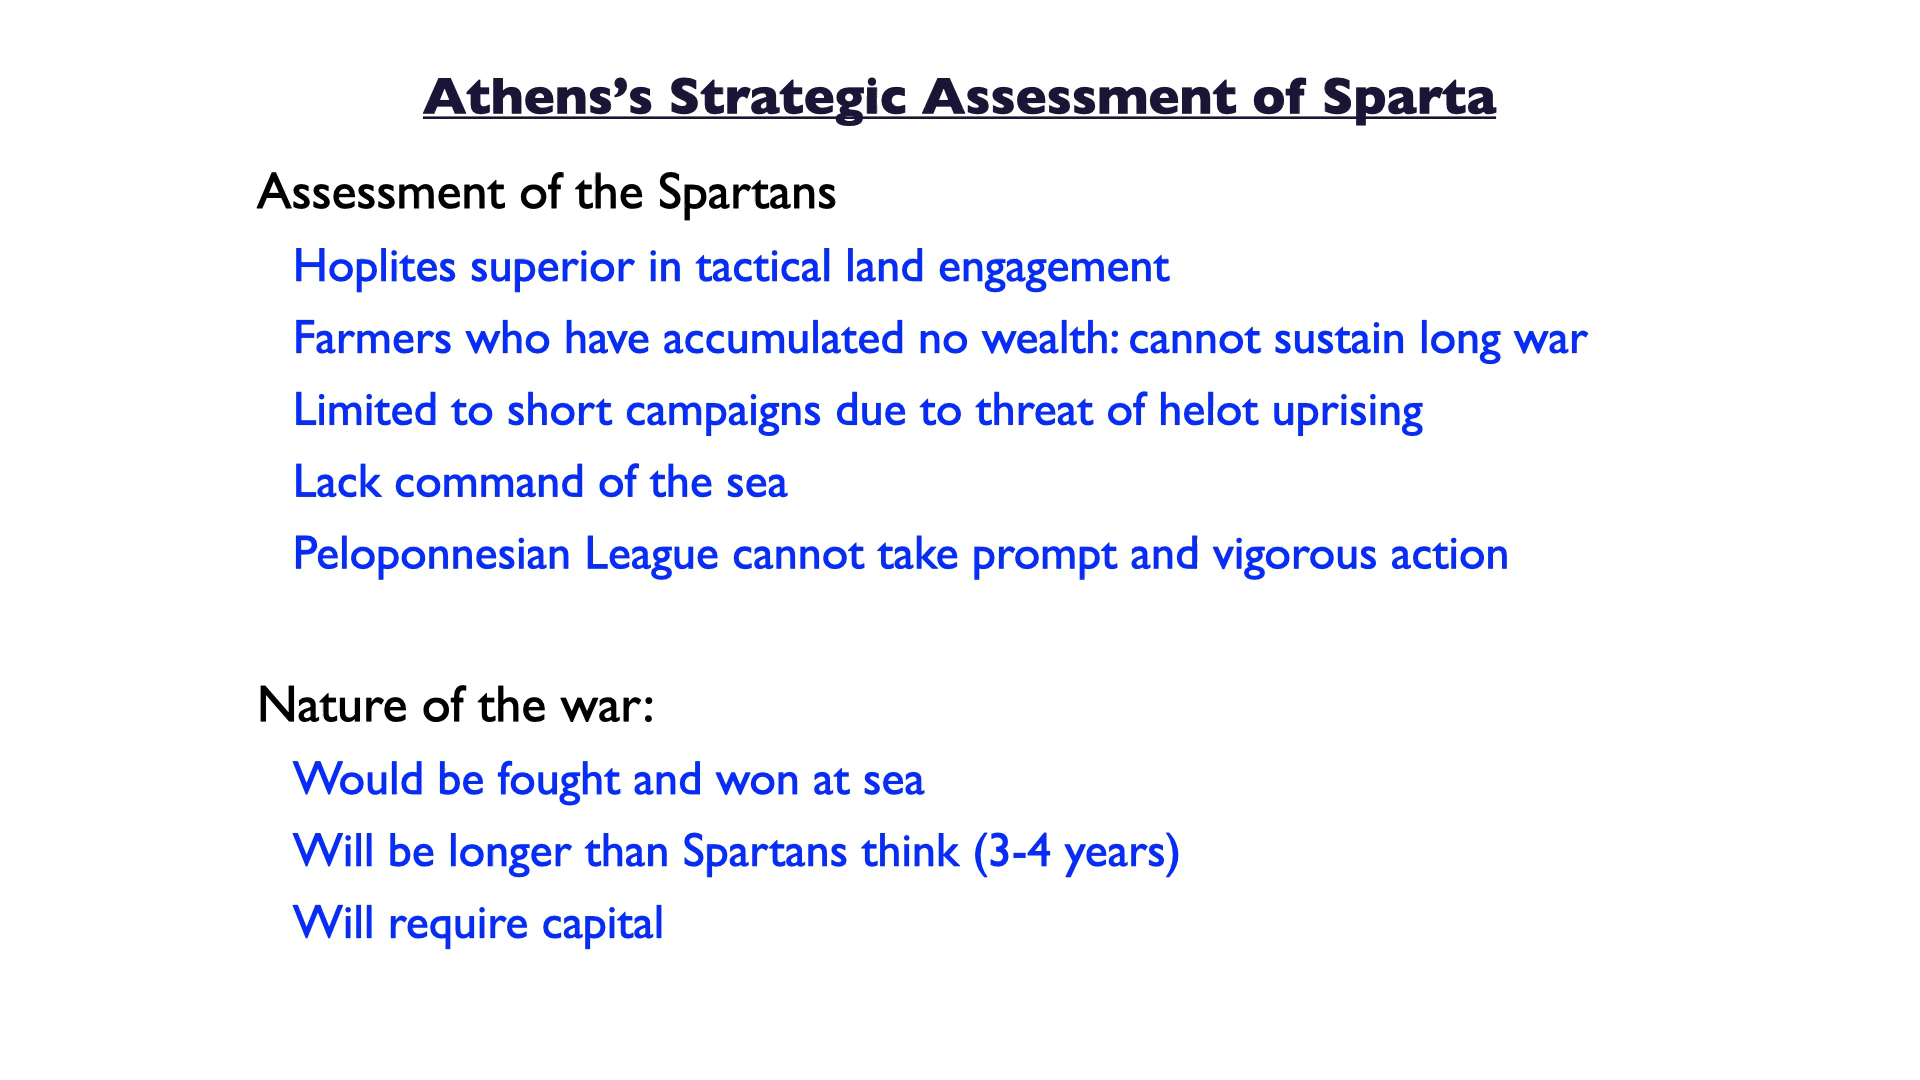 Athens’s Strategic Assessment of Sparta
Assessment of the Spartans
Hoplites superior in tactical land engagement
Farmers who have accumulated no wealth: cannot sustain long war
Limited to short campaigns due to threat of helot uprising
Lack command of the sea
Peloponnesian League cannot take prompt and vigorous action
Nature of the war:
Would be fought and won at sea
Will be longer than Spartans think (3-4 years)
Will require capital